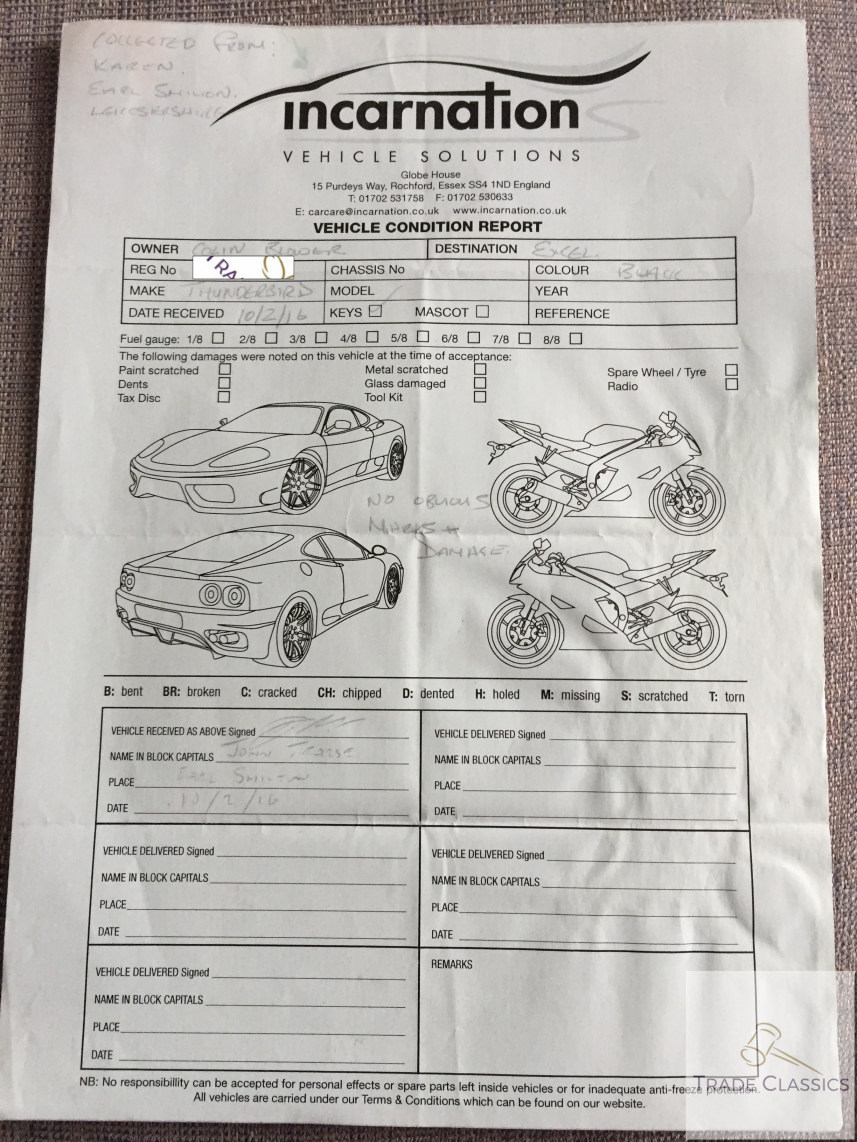 COLLECTED FROM:
KAREN.
EARL SHILTON.
incarnation
VEHICLE SOLUTIONS
Globe House
15 Purdeys Way, Rochford, Essex SS4 1ND England
T: 01702 531758 F: 01702 530633
E: carcare@incarnation.co.uk www.incarnation.co.uk
VEHICLE CONDITION REPORT
OWNER COLIN DESTINATION EXCEL
REG No CHASSIS No COLOUR BLACK
MAKE THUNDERBIRD MODEL YEAR
DATE RECEIVED 10/2/16 KEYS MASCOT REFERENCE
Fuel gauge: 1/8 2/8 3/8 4/8 5/8 6/8 7/8 8/8
The following damages were noted on this vehicle at the time of acceptance:
Paint scratched Metal scratched Spare Wheel / Tyre
Dents Glass damaged Radio
Tax Disc Tool Kit
NO OBVIOUS
MARKS +
DAMAGE.
B: bent BR: broken C: cracked CH: chipped D: dented H: holed M: missing S: scratched T: torn
VEHICLE RECEIVED AS ABOVE Signed
NAME IN BLOCK CAPITALS JOHN
PLACE EARL SHILTON
DATE 10/2/16
VEHICLE DELIVERED Signed
NAME IN BLOCK CAPITALS
PLACE
DATE
VEHICLE DELIVERED Signed
NAME IN BLOCK CAPITALS
PLACE
DATE
VEHICLE DELIVERED Signed
NAME IN BLOCK CAPITALS
PLACE
DATE
VEHICLE DELIVERED Signed
NAME IN BLOCK CAPITALS
PLACE
DATE
REMARKS
NB: No responsibillity can be accepted for personal effects or spare parts left inside vehicles or for inadequate anti-freeze protection.
All vehicles are carried under our Terms & Conditions which can be found on our website.
TRADE CLASSICS